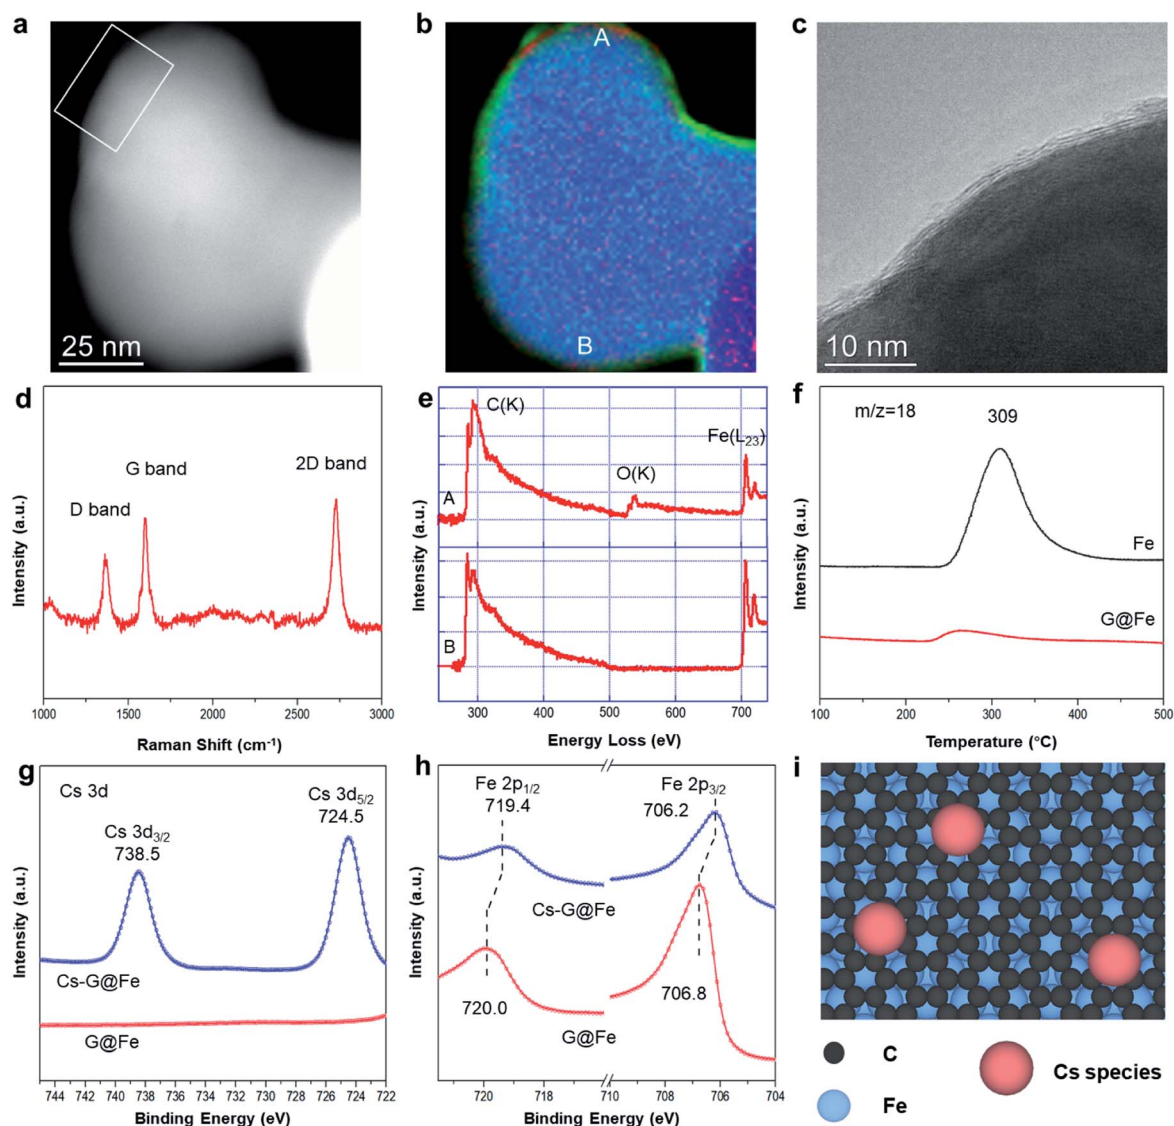 a
25 nm
b
A
B
c
10 nm
d
D band
G band
2D band
Intensity (a.u.)
1000 1500 2000 2500 3000
Raman Shift (cm⁻¹)
e
C(K)
O(K)
Fe(L₂₃)
A
B
Intensity (a.u.)
300 400 500 600 700
Energy Loss (eV)
f
m/z=18
309
Fe
G@Fe
Intensity (a.u.)
100 200 300 400 500
Temperature (°C)
g
Cs 3d
Cs 3d₃/₂
738.5
Cs 3d₅/₂
724.5
Cs-G@Fe
G@Fe
Intensity (a.u.)
744 742 740 738 736 734 732 730 728 726 724 722
Binding Energy (eV)
h
Fe 2p₁/₂
719.4
Fe 2p₃/₂
706.2
Cs-G@Fe
720.0
706.8
G@Fe
Intensity (a.u.)
720 718 710 708 706 704
Binding Energy (eV)
i
C
Fe
Cs species